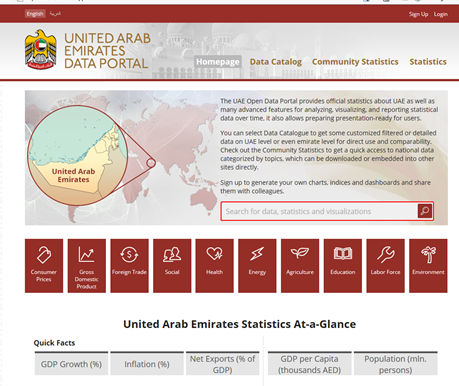 English عربية
Sign Up Login
UNITED ARAB
EMIRATES
DATA PORTAL
Homepage Data Catalog Community Statistics Statistics
The UAE Open Data Portal provides official statistics about UAE as well as
many advanced features for analyzing, visualizing, and reporting statistical
data over time, it also allows preparing presentation-ready for users.
You can select Data Catalogue to get some customized filtered or detailed
data on UAE level or even emirate level for direct use and comparability.
Check out the Community Statistics to get a quick access to national data
categorized by topics, which can be downloaded or embedded into other
sites directly.
Sign up to generate your own charts, indices and dashboards and share
them with colleagues.
United Arab
Emirates
Search for data, statistics and visualizations
Consumer
Prices
Gross
Domestic
Product
Foreign Trade
Social
Health
Energy
Agriculture
Education
Labor Force
Environment
United Arab Emirates Statistics At-a-Glance
Quick Facts
GDP Growth (%)
Inflation (%)
Net Exports (% of
GDP)
GDP per Capita
(thousands AED)
Population (mln.
persons)